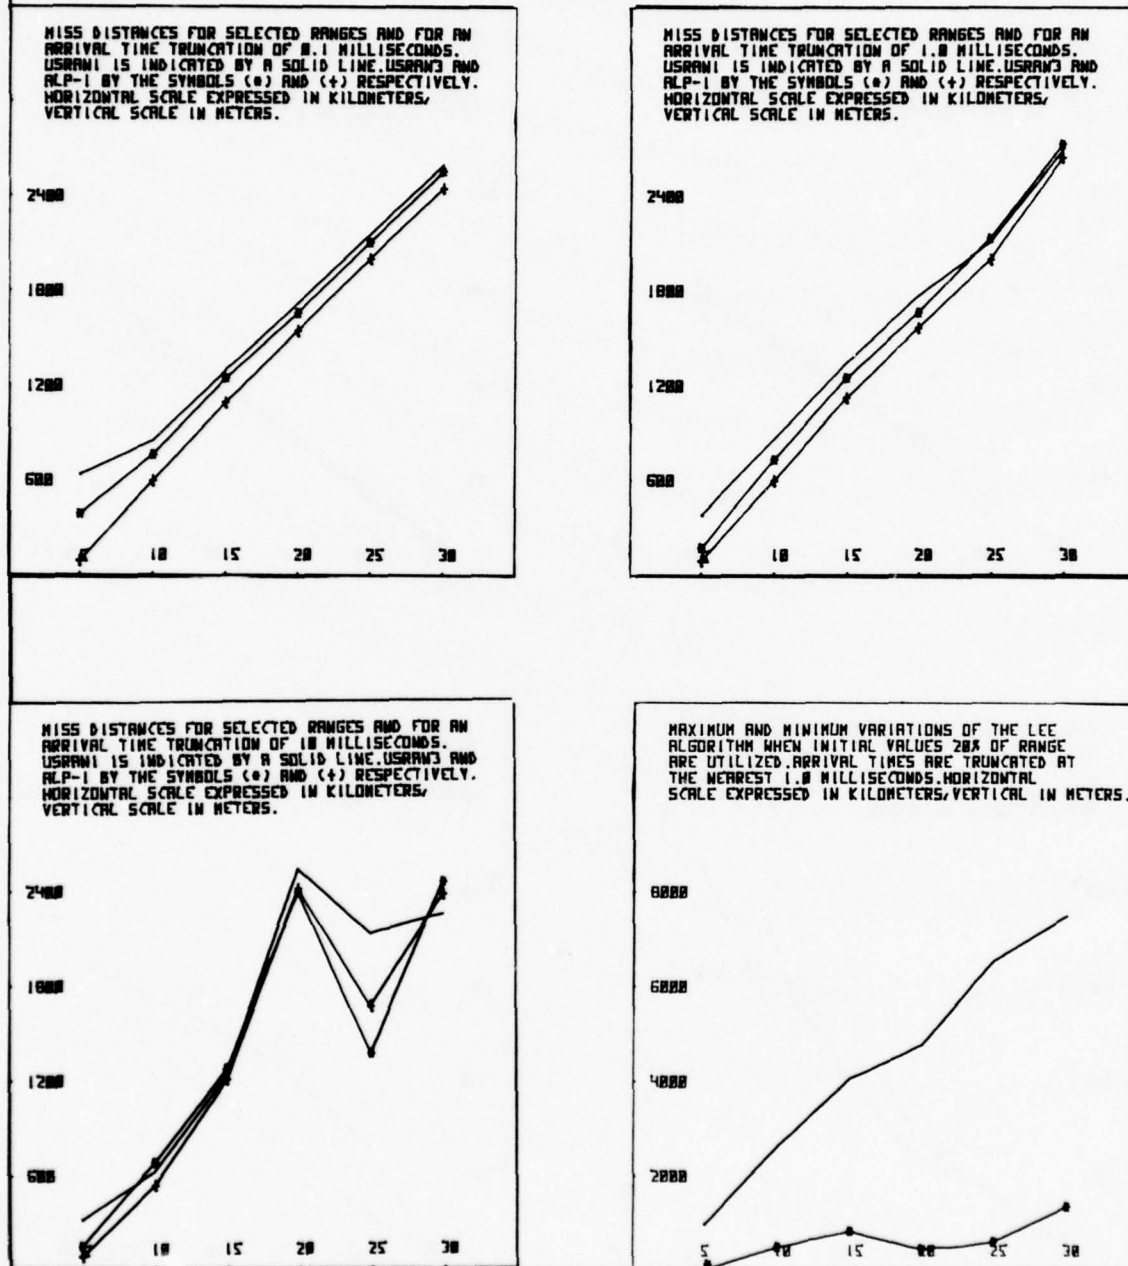 MISS DISTANCES FOR SELECTED RANGES AND FOR AN
ARRIVAL TIME TRUNCATION OF 0.1 MILLISECONDS.
USRAN1 IS INDICATED BY A SOLID LINE.USRAN3 AND
ALP-1 BY THE SYMBOLS (*) AND (+) RESPECTIVELY.
HORIZONTAL SCALE EXPRESSED IN KILOMETERS,
VERTICAL SCALE IN METERS.
2400
1800
1200
600
10 15 20 25 30
MISS DISTANCES FOR SELECTED RANGES AND FOR AN
ARRIVAL TIME TRUNCATION OF 1.0 MILLISECONDS.
USRAN1 IS INDICATED BY A SOLID LINE.USRAN3 AND
ALP-1 BY THE SYMBOLS (*) AND (+) RESPECTIVELY.
HORIZONTAL SCALE EXPRESSED IN KILOMETERS,
VERTICAL SCALE IN METERS.
2400
1800
1200
600
10 15 20 25 30
MISS DISTANCES FOR SELECTED RANGES AND FOR AN
ARRIVAL TIME TRUNCATION OF 10 MILLISECONDS.
USRAN1 IS INDICATED BY A SOLID LINE.USRAN3 AND
ALP-1 BY THE SYMBOLS (*) AND (+) RESPECTIVELY.
HORIZONTAL SCALE EXPRESSED IN KILOMETERS,
VERTICAL SCALE IN METERS.
2400
1800
1200
600
10 15 20 25 30
MAXIMUM AND MINIMUM VARIATIONS OF THE LEE
ALGORITHM WHEN INITIAL VALUES 20% OF RANGE
ARE UTILIZED.ARRIVAL TIMES ARE TRUNCATED AT
THE NEAREST 1.0 MILLISECONDS.HORIZONTAL
SCALE EXPRESSED IN KILOMETERS,VERTICAL IN METERS.
8000
6000
4000
2000
5 10 15 20 25 30